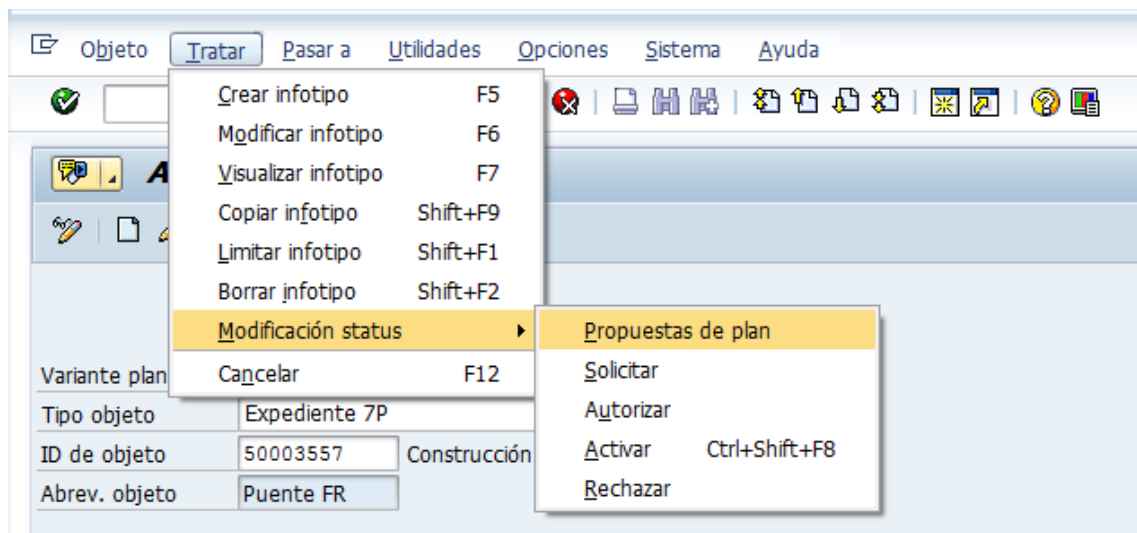 Objeto Tratar Pasar a Utilidades Opciones Sistema Ayuda
Crear infotipo F5
Modificar infotipo F6
Visualizar infotipo F7
Copiar infotipo Shift+F9
Limitar infotipo Shift+F1
Borrar infotipo Shift+F2
Modificación status
Propuestas de plan
Cancelar F12
Solicitar
Autorizar
Activar Ctrl+Shift+F8
Rechazar
Variante plan
Tipo objeto Expediente 7P
ID de objeto 50003557 Construcción
Abrev. objeto Puente FR